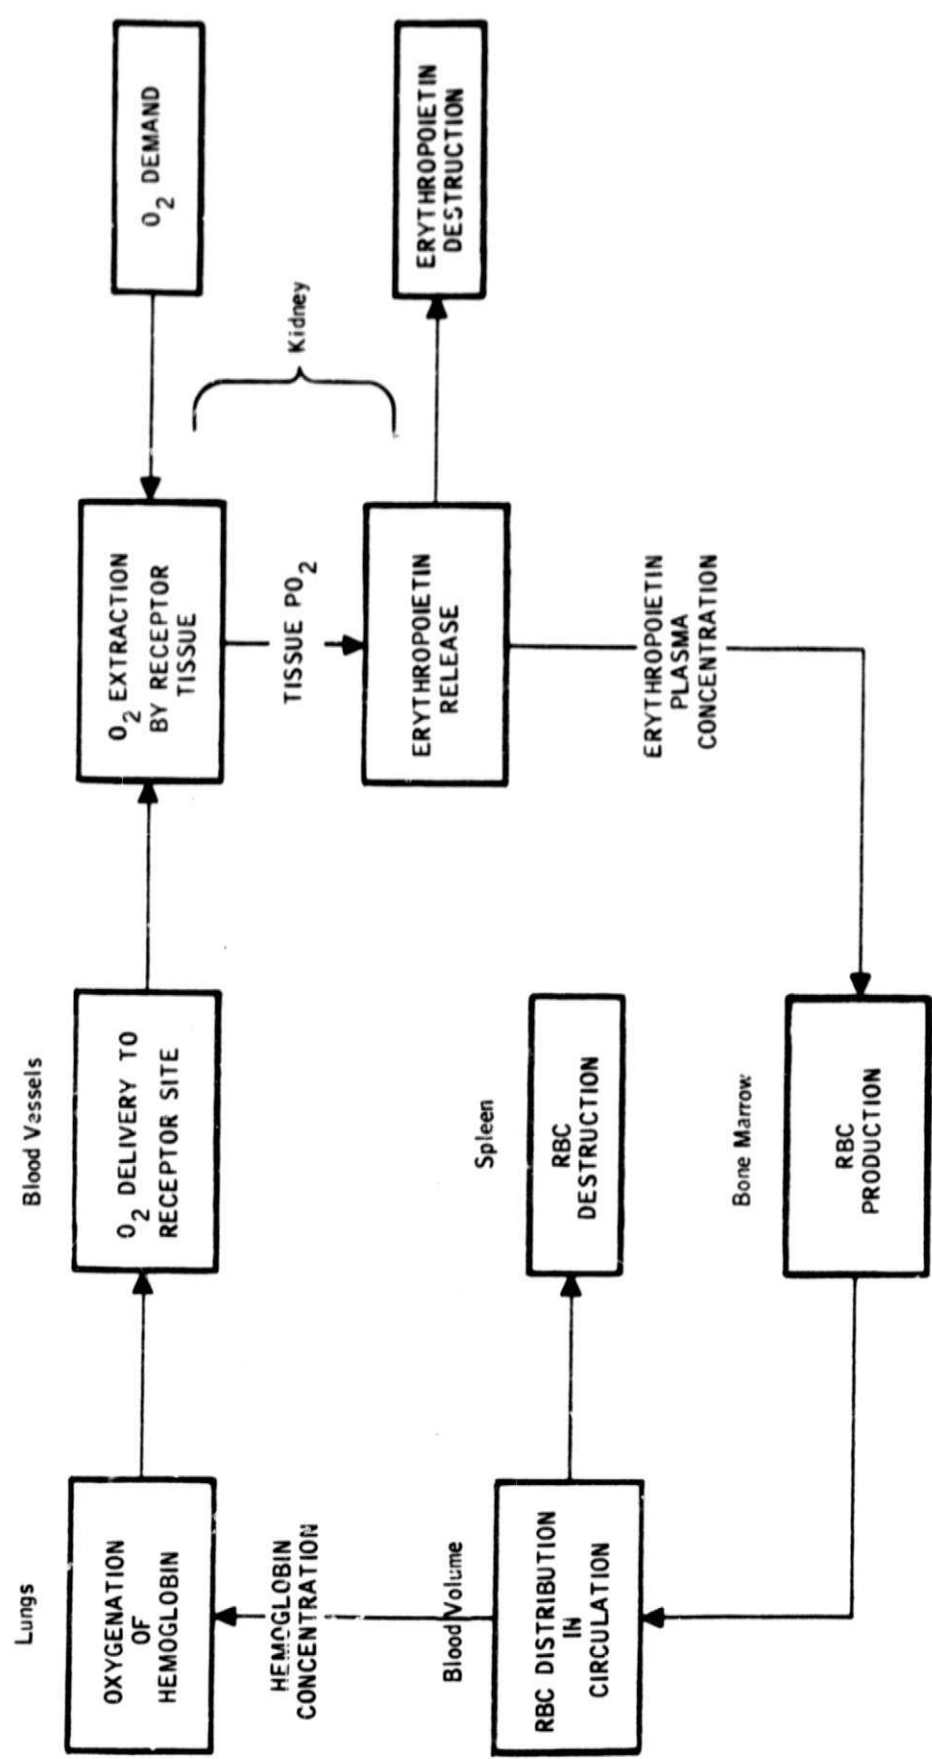 Lungs
OXYGENATION
OF
HEMOGLOBIN
Blood Vessels
O2 DELIVERY TO
RECEPTOR SITE
O2 EXTRACTION
BY RECEPTOR
TISSUE
O2 DEMAND
Kidney
TISSUE PO2
HEMOGLOBIN
CONCENTRATION
Blood Volume
RBC DISTRIBUTION
IN
CIRCULATION
Spleen
RBC
DESTRUCTION
ERYTHROPOIETIN
RELEASE
ERYTHROPOIETIN
DESTRUCTION
ERYTHROPOIETIN
PLASMA
CONCENTRATION
Bone Marrow
RBC
PRODUCTION